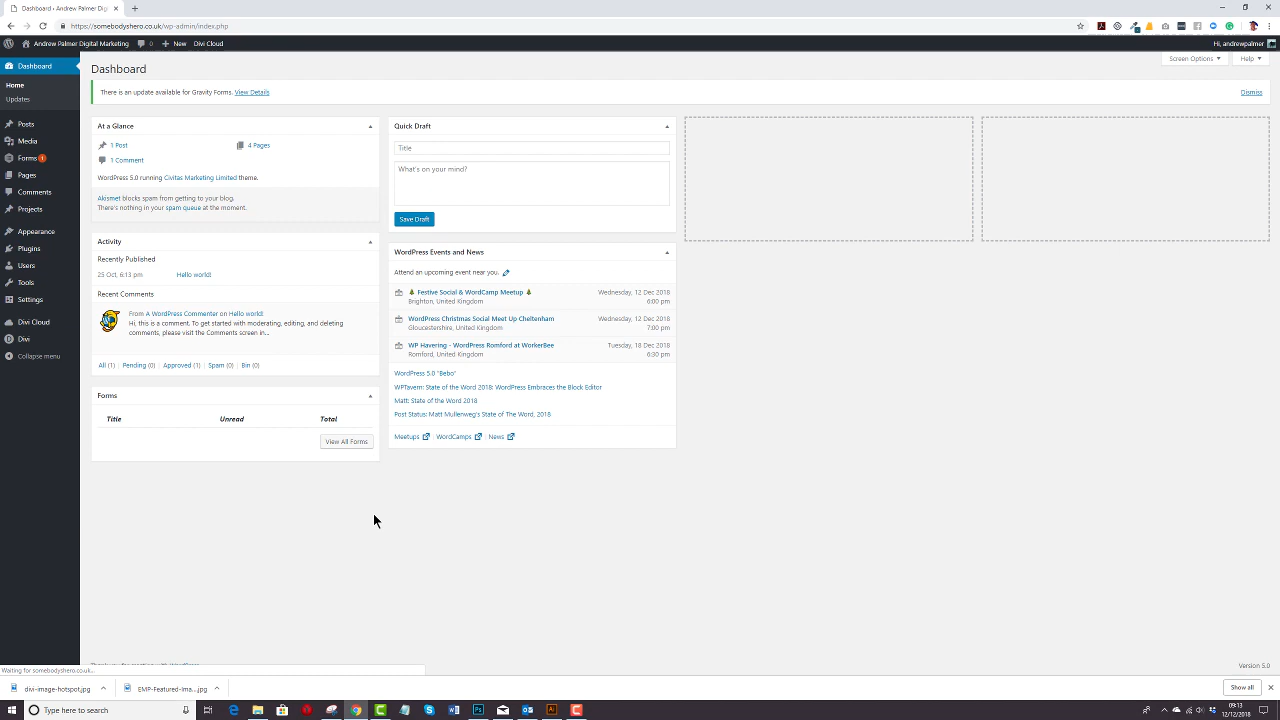 Dashboard ‹ Andrew Palmer Digi
https://somebodyshero.co.uk/wp-admin/index.php
Andrew Palmer Digital Marketing
0
New
Divi Cloud
Hi, andrewpalmer
Dashboard
Home
Updates
Posts
Media
Forms 1
Pages
Comments
Projects
Appearance
Plugins
Users
Tools
Settings
Divi Cloud
Divi
Collapse menu
Dashboard
Screen Options
Help
There is an update available for Gravity Forms. View Details
Dismiss
At a Glance
1 Post
4 Pages
1 Comment
WordPress 5.0 running Civitas Marketing Limited theme.
Akismet blocks spam from getting to your blog.
There's nothing in your spam queue at the moment.
Activity
Recently Published
25 Oct, 6:13 pm
Hello world!
Recent Comments
From A WordPress Commenter on Hello world!
Hi, this is a comment. To get started with moderating, editing, and deleting
comments, please visit the Comments screen in...
All (1)
Pending (0)
Approved (1)
Spam (0)
Bin (0)
Forms
Title
Unread
Total
View All Forms
Quick Draft
Title
What's on your mind?
Save Draft
WordPress Events and News
Attend an upcoming event near you.
Festive Social & WordCamp Meetup
Brighton, United Kingdom
Wednesday, 12 Dec 2018
6:00 pm
WordPress Christmas Social Meet Up Cheltenham
Gloucestershire, United Kingdom
Wednesday, 12 Dec 2018
7:00 pm
WP Havering - WordPress Romford at WorkerBee
Romford, United Kingdom
Tuesday, 18 Dec 2018
6:30 pm
WordPress 5.0 "Bebo"
WPTavern: State of the Word 2018: WordPress Embraces the Block Editor
Matt: State of the Word 2018
Post Status: Matt Mullenweg's State of The Word, 2018
Meetups
WordCamps
News
Version 5.0
Waiting for somebodyshero.co.uk...
divi-image-hotspot.jpg
EMP-Featured-Ima....jpg
Show all
Type here to search
09:13
12/12/2018